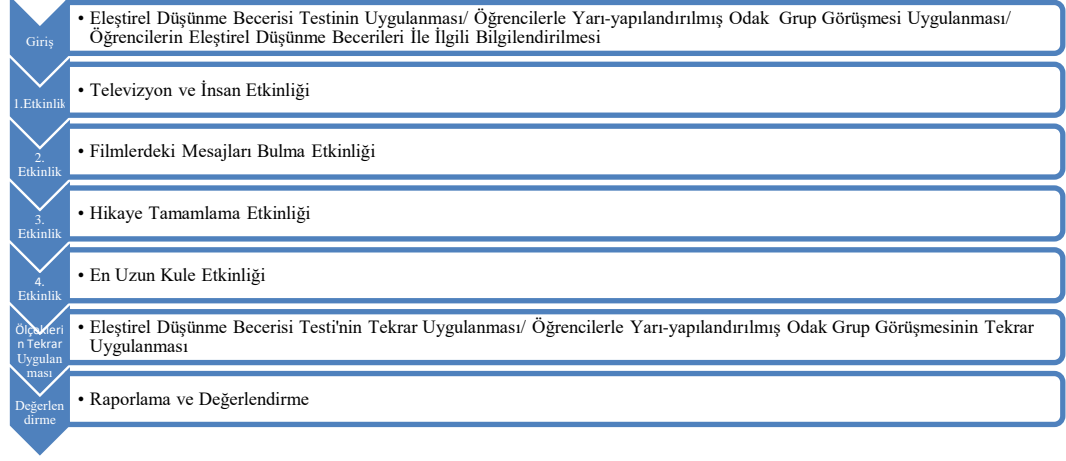 Giriş
• Eleştirel Düşünme Becerisi Testinin Uygulanması/ Öğrencilerle Yarı-yapılandırılmış Odak Grup Görüşmesi Uygulanması/
Öğrencilerin Eleştirel Düşünme Becerileri İle İlgili Bilgilendirilmesi
1.Etkinlik
• Televizyon ve İnsan Etkinliği
2.
Etkinlik
• Filmlerdeki Mesajları Bulma Etkinliği
3.
Etkinlik
• Hikaye Tamamlama Etkinliği
4.
Etkinlik
• En Uzun Kule Etkinliği
Ölçekleri
n Tekrar
Uygulan
ması
• Eleştirel Düşünme Becerisi Testi'nin Tekrar Uygulanması/ Öğrencilerle Yarı-yapılandırılmış Odak Grup Görüşmesinin Tekrar
Uygulanması
Değerlen
dirme
• Raporlama ve Değerlendirme